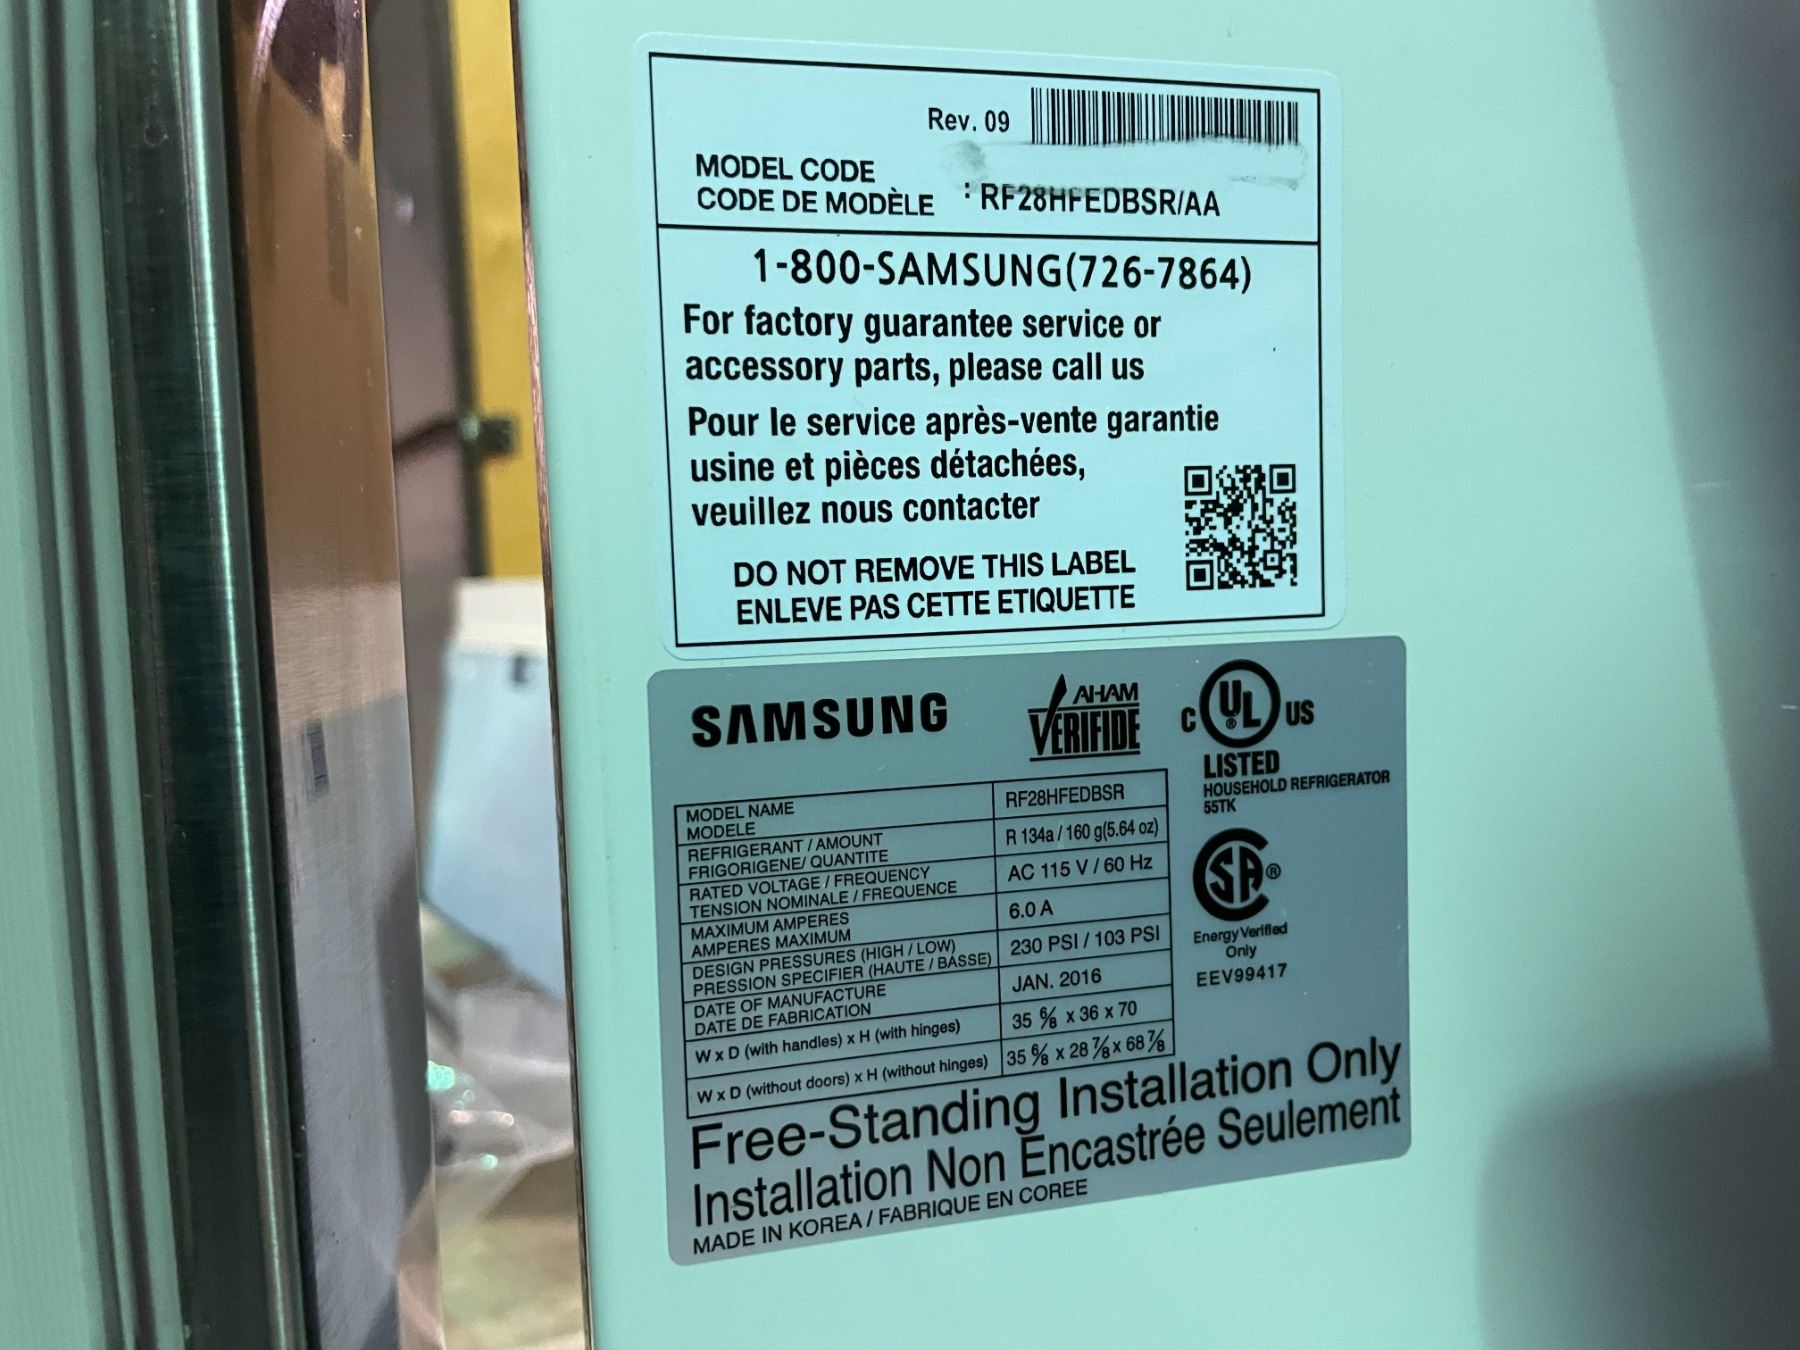 Rev. 09
MODEL CODE
CODE DE MODÈLE : RF28HFEDBSR/AA
1-800-SAMSUNG(726-7864)
For factory guarantee service or
accessory parts, please call us
Pour le service après-vente garantie
usine et pièces détachées,
veuillez nous contacter
DO NOT REMOVE THIS LABEL
ENLEVE PAS CETTE ETIQUETTE
SAMSUNG
AHAM
VERIFIDE
C UL ® US
LISTED
HOUSEHOLD REFRIGERATOR
55TK
MODEL NAME
MODELE
RF28HFEDBSR
REFRIGERANT / AMOUNT
FRIGORIGENE/ QUANTITE
R 134a / 160 g(5.64 oz)
RATED VOLTAGE / FREQUENCY
TENSION NOMINALE / FREQUENCE
AC 115 V / 60 Hz
MAXIMUM AMPERES
AMPERES MAXIMUM
6.0 A
DESIGN PRESSURES (HIGH / LOW)
PRESSION SPECIFIER (HAUTE / BASSE)
230 PSI / 103 PSI
DATE OF MANUFACTURE
DATE DE FABRICATION
JAN. 2016
W x D (with handles) x H (with hinges)
35 6/8 x 36 x 70
W x D (without doors) x H (without hinges)
35 6/8 x 28 7/8 x 68 7/8
SA ®
Energy Verified
Only
EEV99417
Free-Standing Installation Only
Installation Non Encastrée Seulement
MADE IN KOREA / FABRIQUE EN COREE